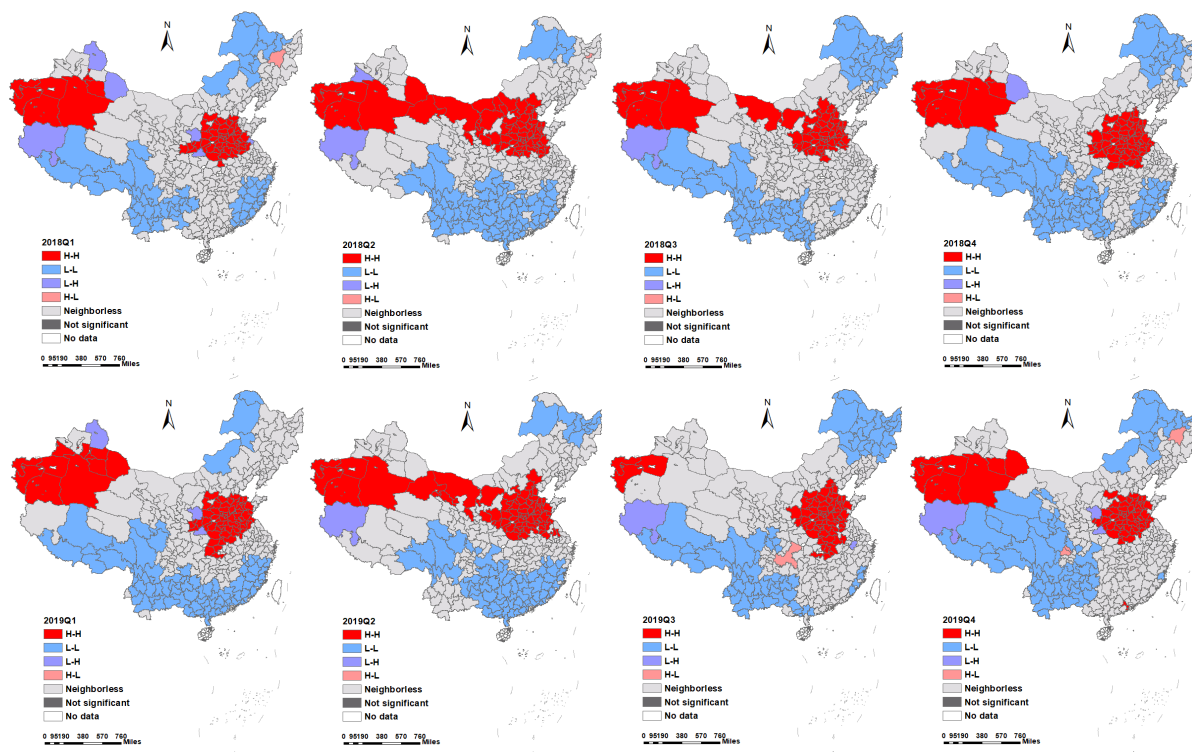 N
2018Q1
H-H
L-L
L-H
H-L
Neighborless
Not significant
No data
0 95190 380 570 760 Miles
N
2018Q2
H-H
L-L
L-H
H-L
Neighborless
Not significant
No data
0 95190 380 570 760 Miles
N
2018Q3
H-H
L-L
L-H
H-L
Neighborless
Not significant
No data
0 95190 380 570 760 Miles
N
2018Q4
H-H
L-L
L-H
H-L
Neighborless
Not significant
No data
0 95190 380 570 760 Miles
N
2019Q1
H-H
L-L
L-H
H-L
Neighborless
Not significant
No data
0 95190 380 570 760 Miles
N
2019Q2
H-H
L-L
L-H
H-L
Neighborless
Not significant
No data
0 95190 380 570 760 Miles
N
2019Q3
H-H
L-L
L-H
H-L
Neighborless
Not significant
No data
0 95190 380 570 760 Miles
N
2019Q4
H-H
L-L
L-H
H-L
Neighborless
Not significant
No data
0 95190 380 570 760 Miles